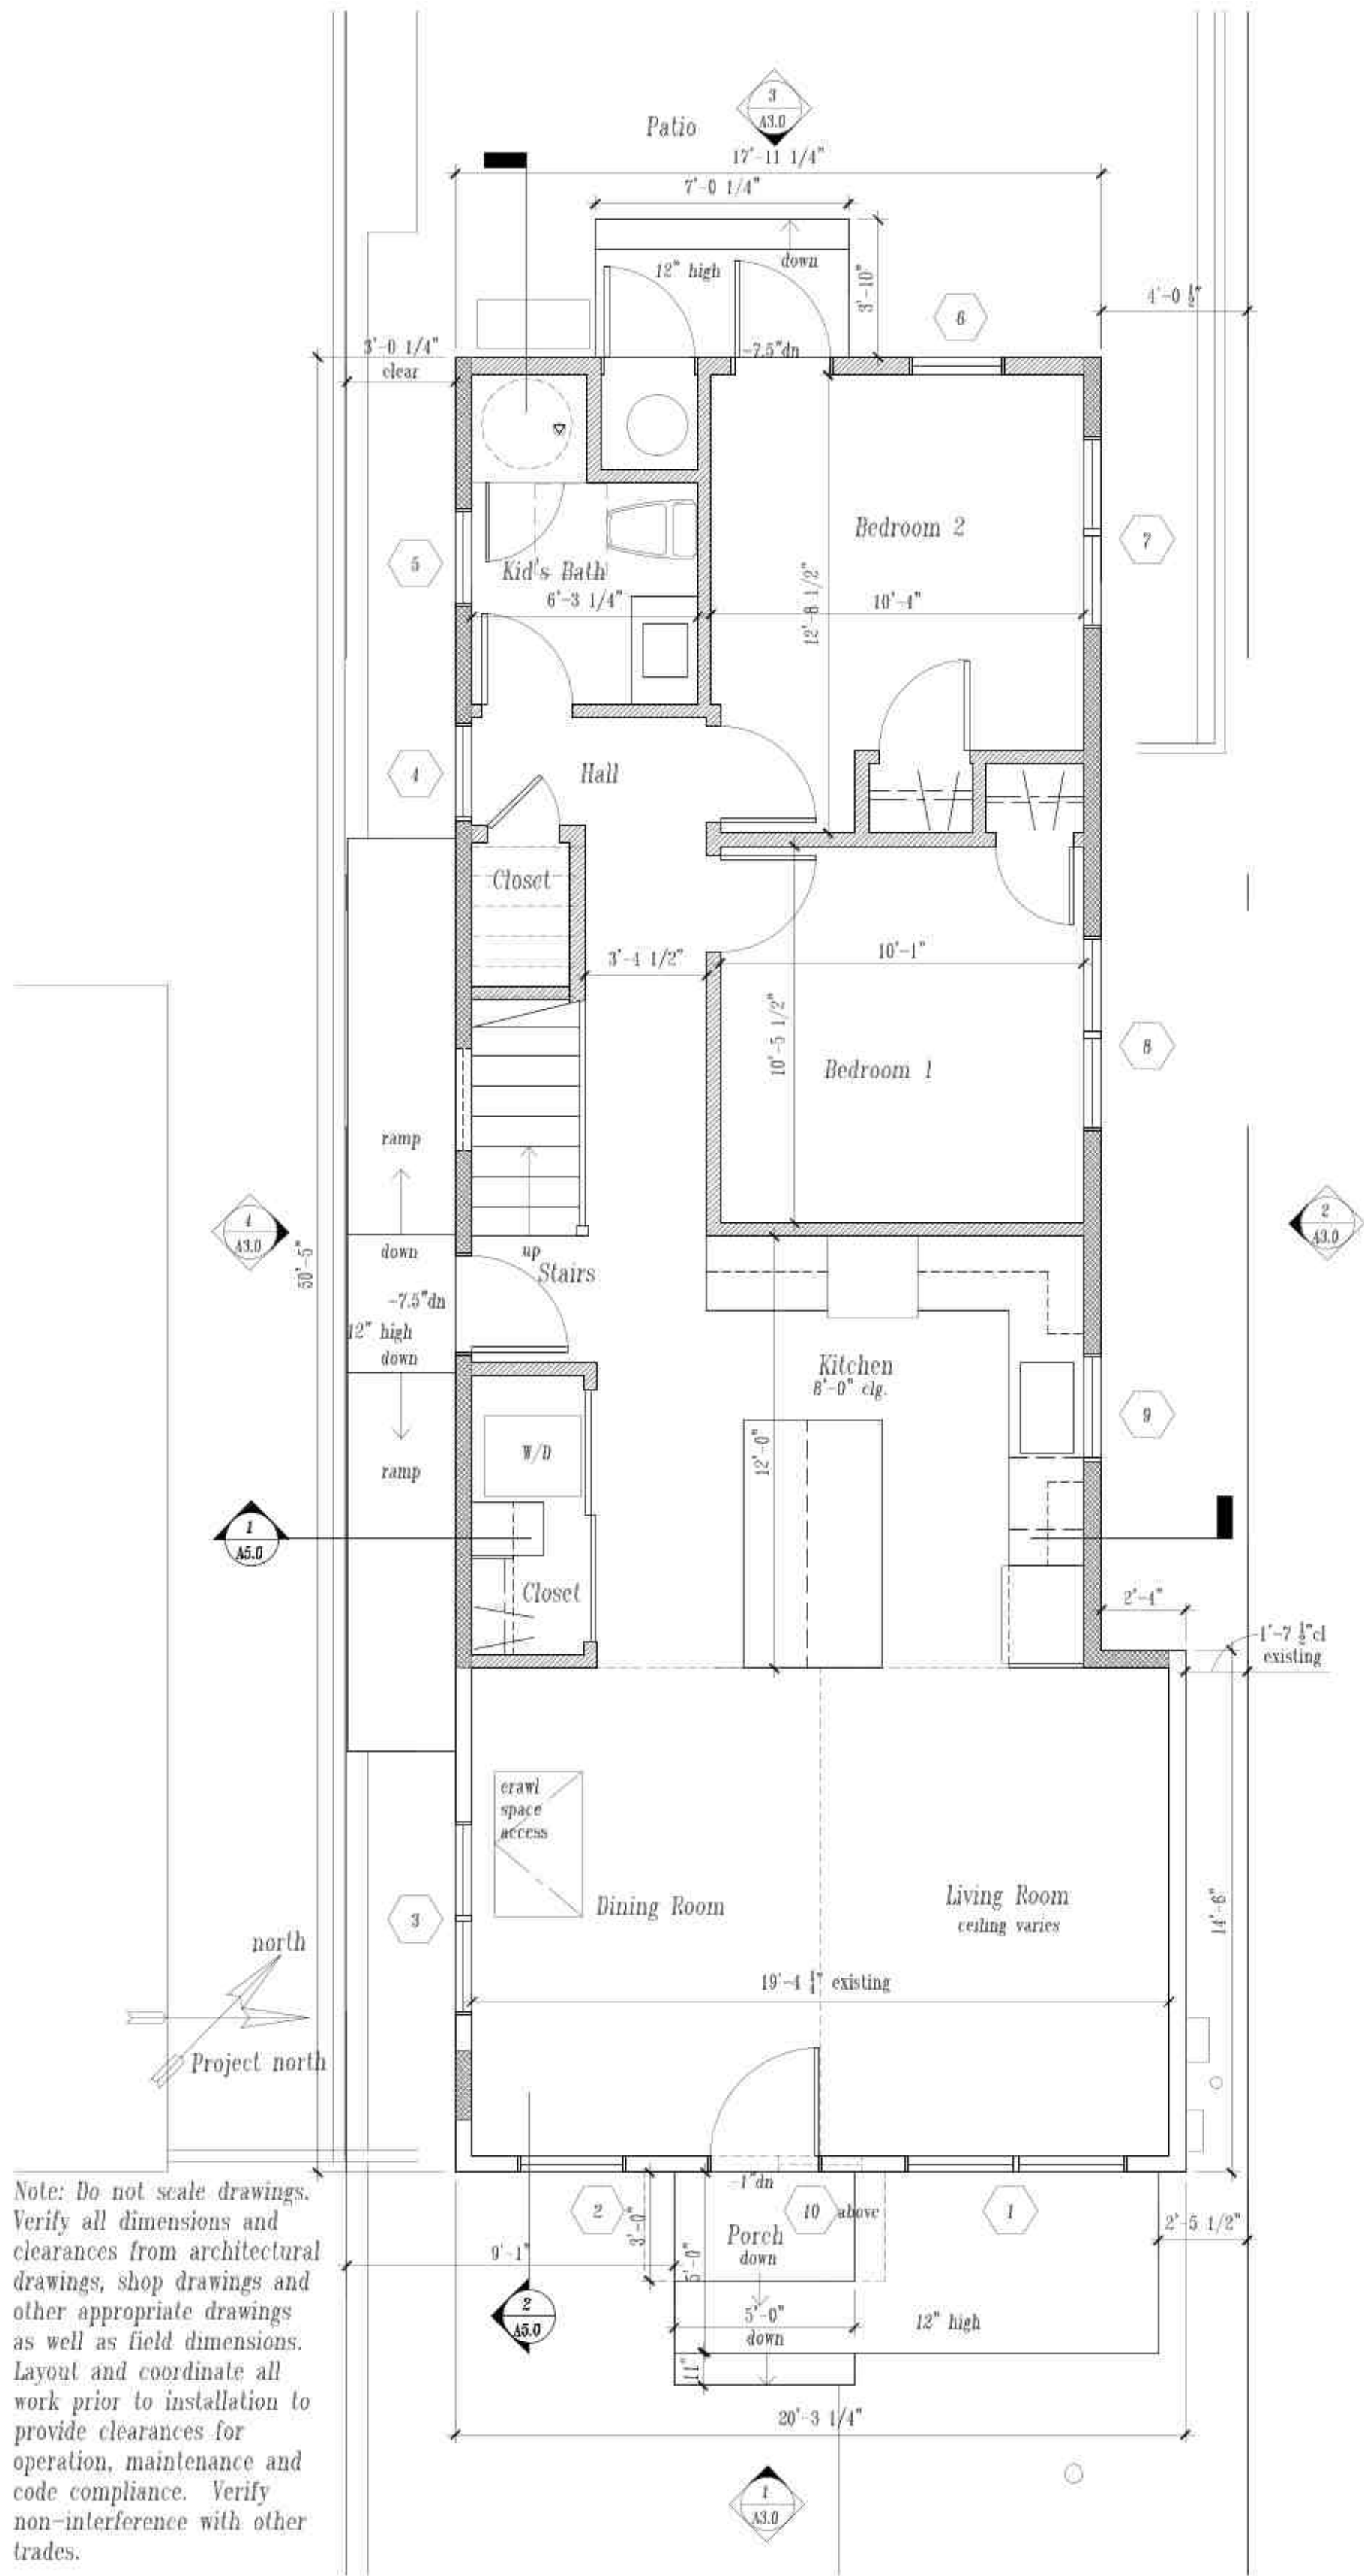 3
A3.0
Patio
17'-11 1/4"
7'-0 1/4"
down
12" high
3'-10"
4'-0 1/2"
6
3'-0 1/4"
clear
-7.5"dn
Bedroom 2
7
5
Kid's Bath
6'-3 1/4"
12'-8 1/2"
10'-4"
4
Hall
Closet
3'-4 1/2"
10'-1"
10'-5 1/2"
8
Bedroom 1
ramp
4
A3.0
2
A3.0
50'-5"
down
up
Stairs
-7.5"dn
12" high
down
Kitchen
8'-0" clg.
9
12'-0"
W/D
ramp
1
A5.0
Closet
2'-4"
1'-7 1/2"cl
existing
crawl
space
access
Dining Room
Living Room
ceiling varies
3
14'-6"
north
19'-4 1/4" existing
Project north
Note: Do not scale drawings.
Verify all dimensions and
clearances from architectural
drawings, shop drawings and
other appropriate drawings
as well as field dimensions.
Layout and coordinate all
work prior to installation to
provide clearances for
operation, maintenance and
code compliance. Verify
non-interference with other
trades.
-1"dn
2
10
above
1
3'-0"
Porch
down
2'-5 1/2"
9'-1"
5'-0"
2
A5.0
5'-0"
down
12" high
11"
20'-3 1/4"
1
A3.0